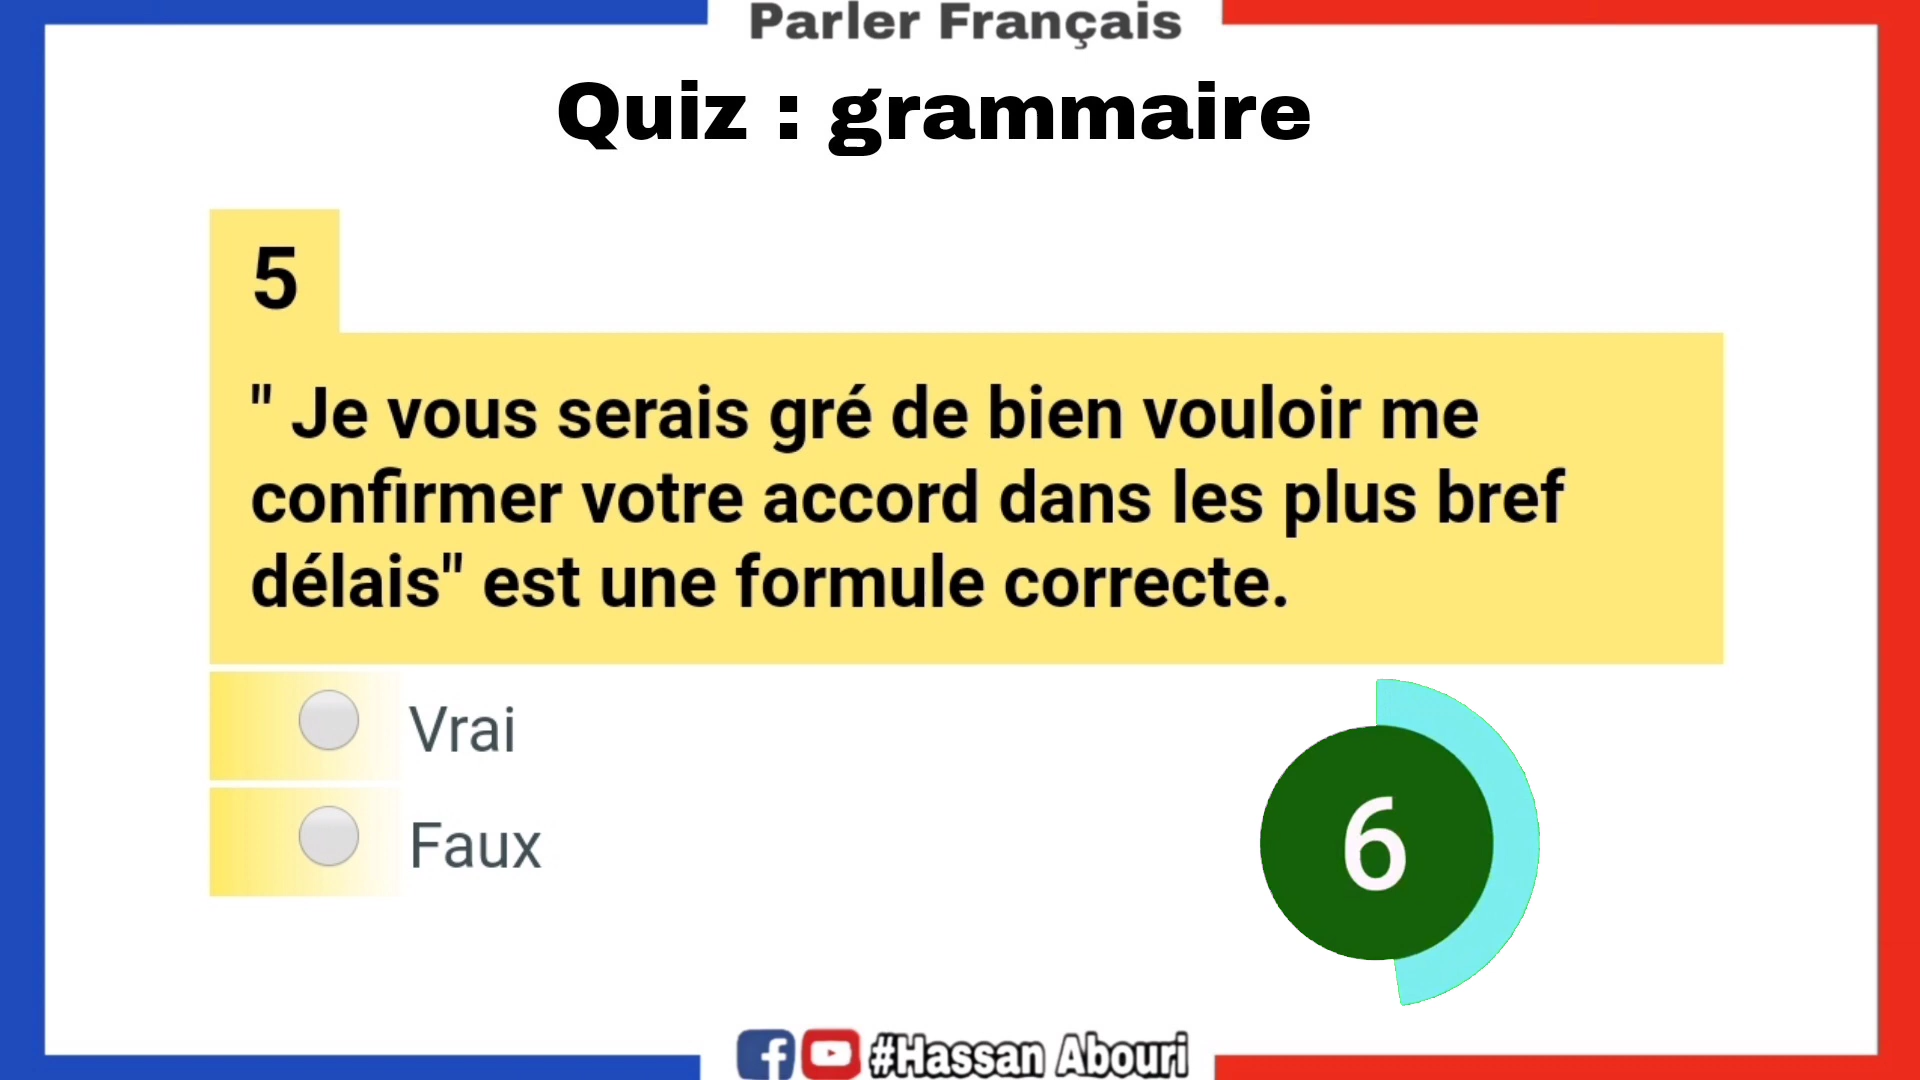 Parler Français
Quiz : grammaire
5
" Je vous serais gré de bien vouloir me
confirmer votre accord dans les plus bref
délais" est une formule correcte.
Vrai
Faux
6
#Hassan Abouri